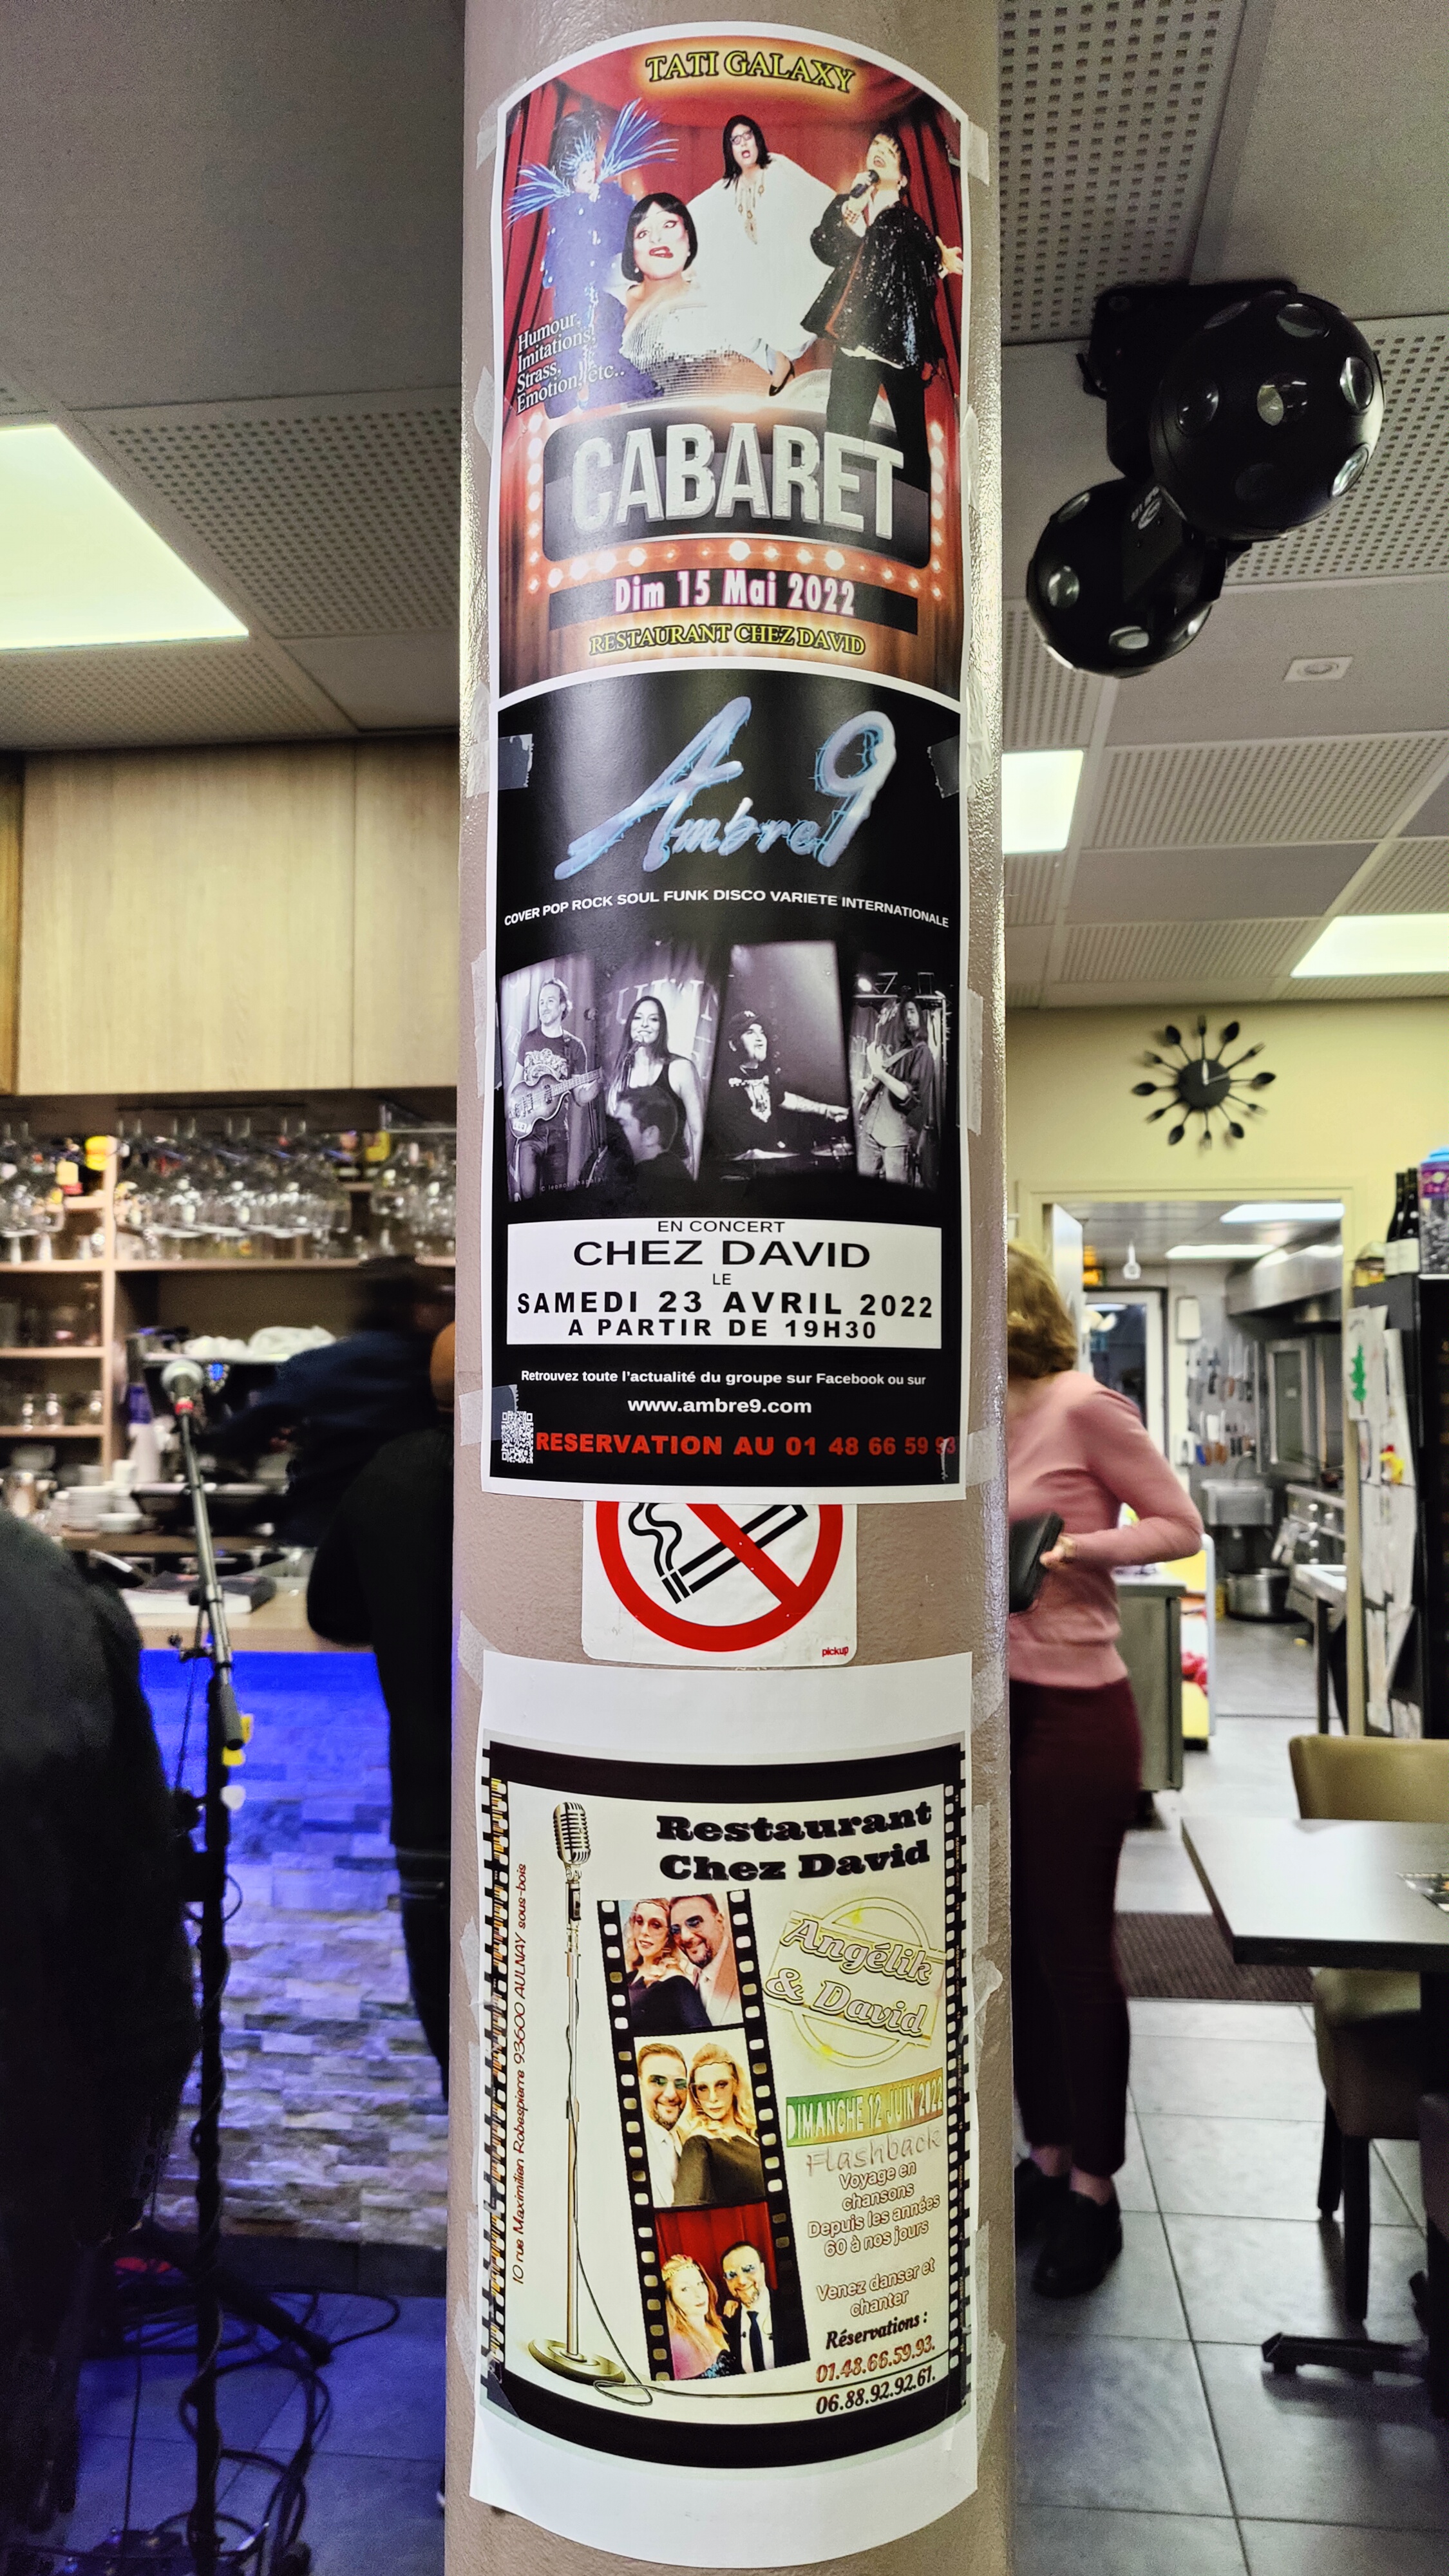 TATI GALAXY
Humour,
Imitations,
Strass,
Emotion, etc..
CABARET
Dim 15 Mai 2022
RESTAURANT CHEZ DAVID
Ambre9
COVER POP ROCK SOUL FUNK DISCO VARIETE INTERNATIONALE
EN CONCERT
CHEZ DAVID
LE
SAMEDI 23 AVRIL 2022
A PARTIR DE 19H30
Retrouvez toute l'actualité du groupe sur Facebook ou sur
www.ambre9.com
RESERVATION AU 01 48 66 59 93
pickup
Restaurant
Chez David
10 rue Maximilien Robespierre 93600 AULNAY sous-bois
Angélik
& David
DIMANCHE 12 JUIN 2022
Flashback
Voyage en
chansons
Depuis les années
60 à nos jours
Venez danser et
chanter
Réservations :
01.48.66.59.93.
06.88.92.92.61.